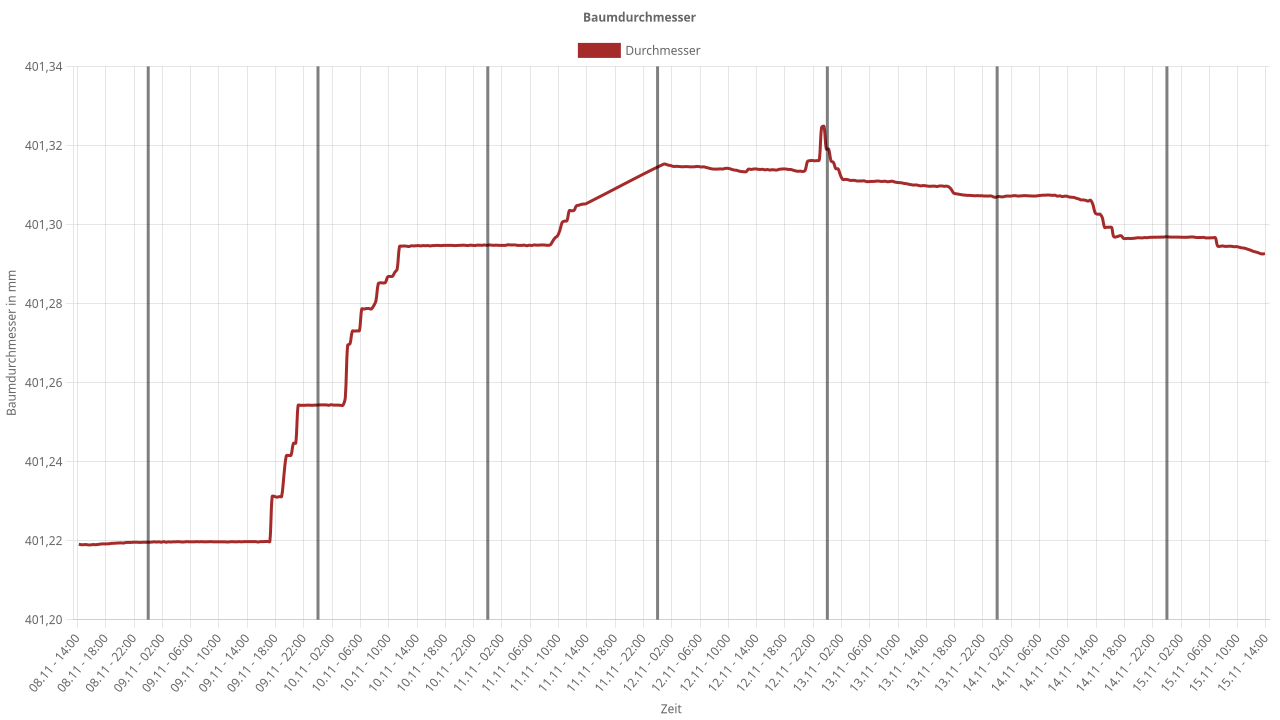 Baumdurchmesser
Durchmesser
401,34
401,32
401,30
401,28
401,26
401,24
401,22
401,20
Baumdurchmesser in mm
08.11 - 14:00
08.11 - 18:00
08.11 - 22:00
09.11 - 02:00
09.11 - 06:00
09.11 - 10:00
09.11 - 14:00
09.11 - 18:00
09.11 - 22:00
10.11 - 02:00
10.11 - 06:00
10.11 - 10:00
10.11 - 14:00
10.11 - 18:00
10.11 - 22:00
11.11 - 02:00
11.11 - 06:00
11.11 - 10:00
11.11 - 14:00
11.11 - 18:00
11.11 - 22:00
12.11 - 02:00
12.11 - 06:00
12.11 - 10:00
12.11 - 14:00
12.11 - 18:00
12.11 - 22:00
13.11 - 02:00
13.11 - 06:00
13.11 - 10:00
13.11 - 14:00
13.11 - 18:00
13.11 - 22:00
14.11 - 02:00
14.11 - 06:00
14.11 - 10:00
14.11 - 14:00
14.11 - 18:00
14.11 - 22:00
15.11 - 02:00
15.11 - 06:00
15.11 - 10:00
15.11 - 14:00
Zeit